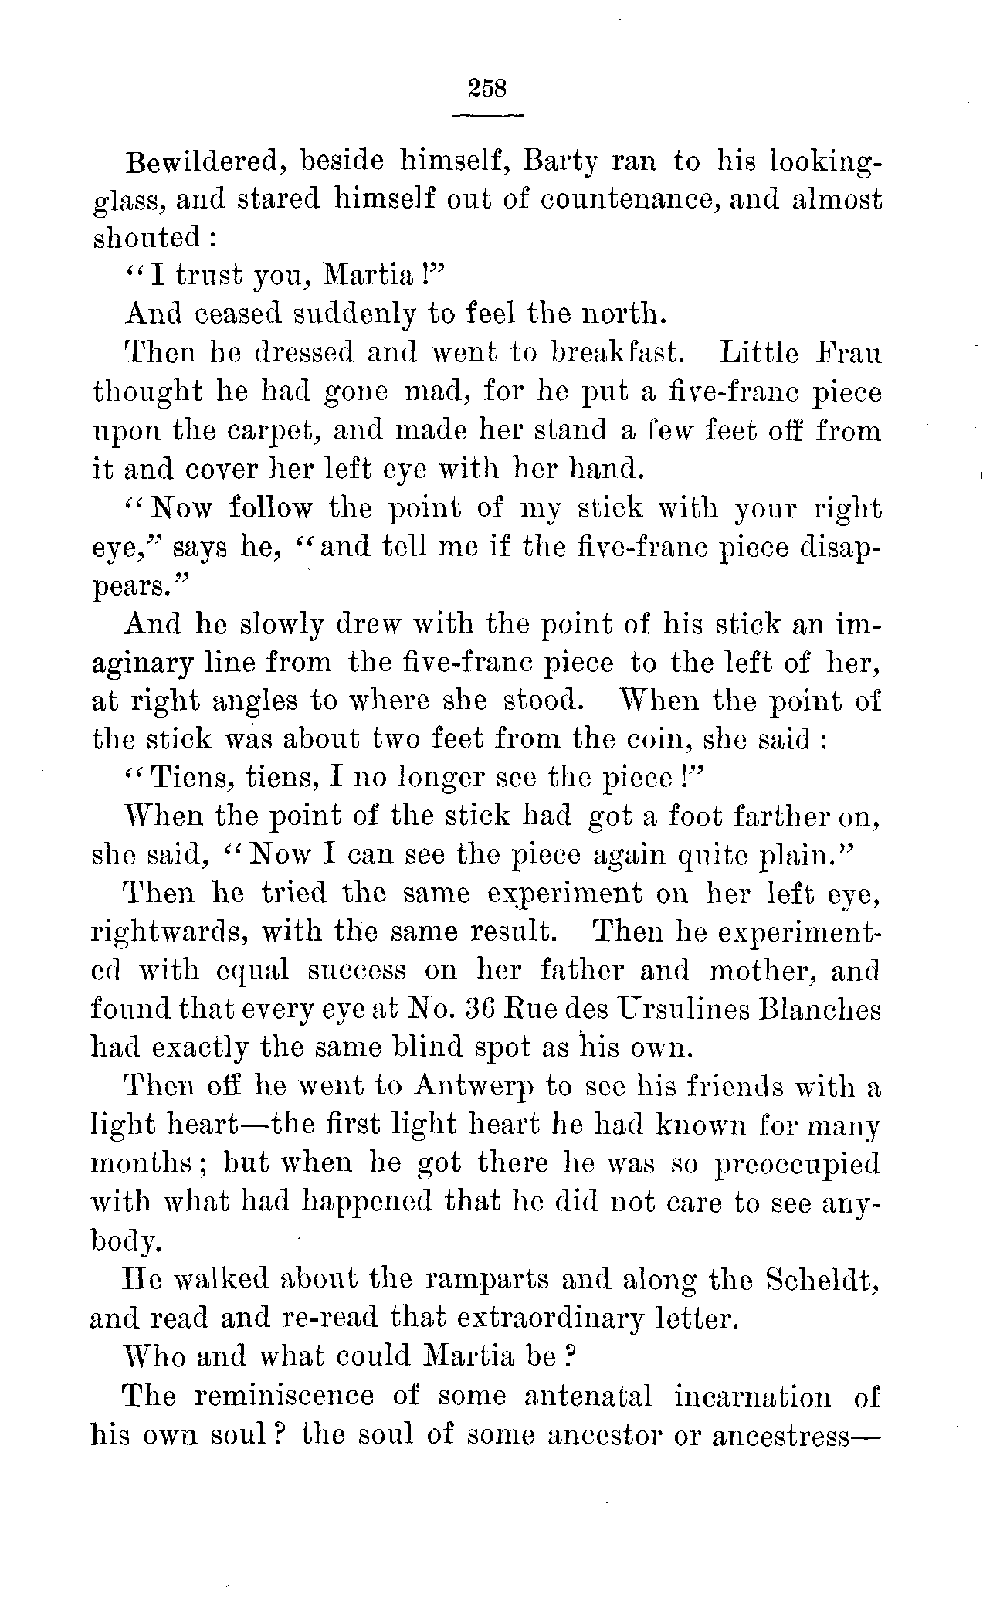 258
Bewildered, beside himself, Barty ran to his looking-
glass, and stared himself out of countenance, and almost
shouted :
“I trust you, Martia !”
And ceased suddenly to feel the north.
Then he dressed and went to breakfast. Little Frau
thought he had gone mad, for he put a five-franc piece
upon the carpet, and made her stand a few feet off from
it and cover her left eye with her hand.
“Now follow the point of my stick with your right
eye,” says he, “and tell me if the five-franc piece disap-
pears.”
And he slowly drew with the point of his stick an im-
aginary line from the five-franc piece to the left of her,
at right angles to where she stood. When the point of
the stick was about two feet from the coin, she said :
“Tiens, tiens, I no longer see the piece !”
When the point of the stick had got a foot farther on,
she said, “Now I can see the piece again quite plain.”
Then he tried the same experiment on her left eye,
rightwards, with the same result. Then he experiment-
ed with equal success on her father and mother, and
found that every eye at No. 36 Rue des Ursulines Blanches
had exactly the same blind spot as his own.
Then off he went to Antwerp to see his friends with a
light heart—the first light heart he had known for many
months ; but when he got there he was so preoccupied
with what had happened that he did not care to see any-
body.
He walked about the ramparts and along the Scheldt,
and read and re-read that extraordinary letter.
Who and what could Martia be ?
The reminiscence of some antenatal incarnation of
his own soul ? the soul of some ancestor or ancestress—